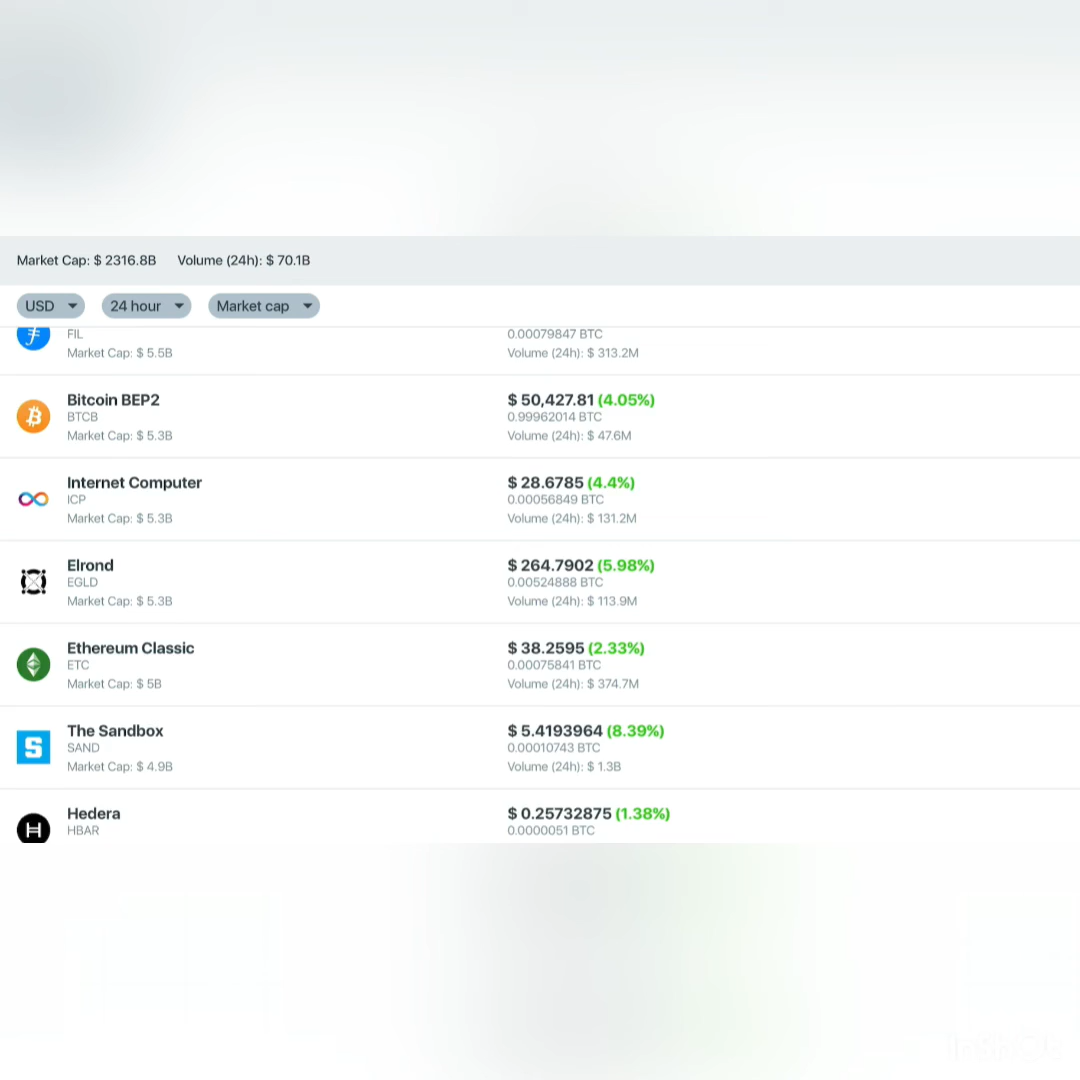 Market Cap: $ 2316.8B Volume (24h): $ 70.1B
USD 24 hour Market cap
FIL 0.00079847 BTC
Market Cap: $ 5.5B Volume (24h): $ 313.2M
Bitcoin BEP2 $ 50,427.81 (4.05%)
BTCB 0.99962014 BTC
Market Cap: $ 5.3B Volume (24h): $ 47.6M
Internet Computer $ 28.6785 (4.4%)
ICP 0.00056849 BTC
Market Cap: $ 5.3B Volume (24h): $ 131.2M
Elrond $ 264.7902 (5.98%)
EGLD 0.00524888 BTC
Market Cap: $ 5.3B Volume (24h): $ 113.9M
Ethereum Classic $ 38.2595 (2.33%)
ETC 0.00075841 BTC
Market Cap: $ 5B Volume (24h): $ 374.7M
The Sandbox $ 5.4193964 (8.39%)
SAND 0.00010743 BTC
Market Cap: $ 4.9B Volume (24h): $ 1.3B
Hedera $ 0.25732875 (1.38%)
HBAR 0.0000051 BTC